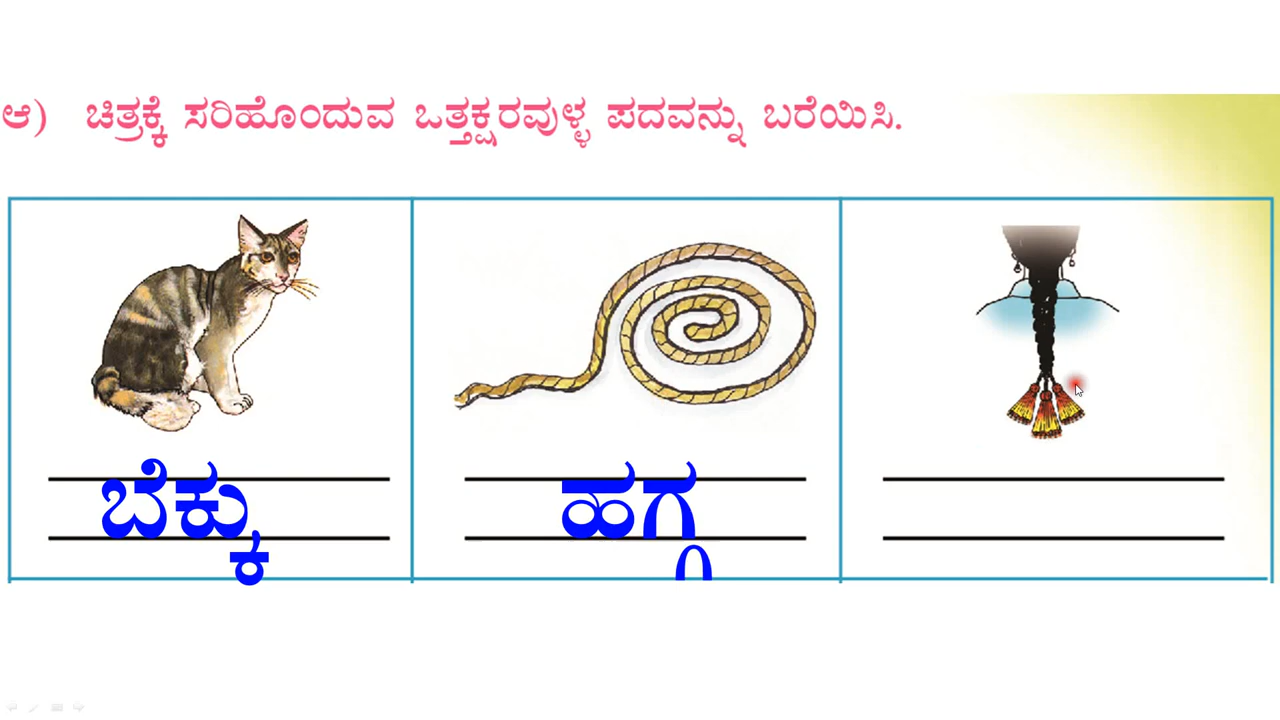 ಆ) ಚಿತ್ರಕ್ಕೆ ಸರಿಹೊಂದುವ ಒತ್ತಕ್ಷರವುಳ್ಳ ಪದವನ್ನು ಬರೆಯಿಸಿ.
ಬೆಕ್ಕು ಹಗ್ಗ